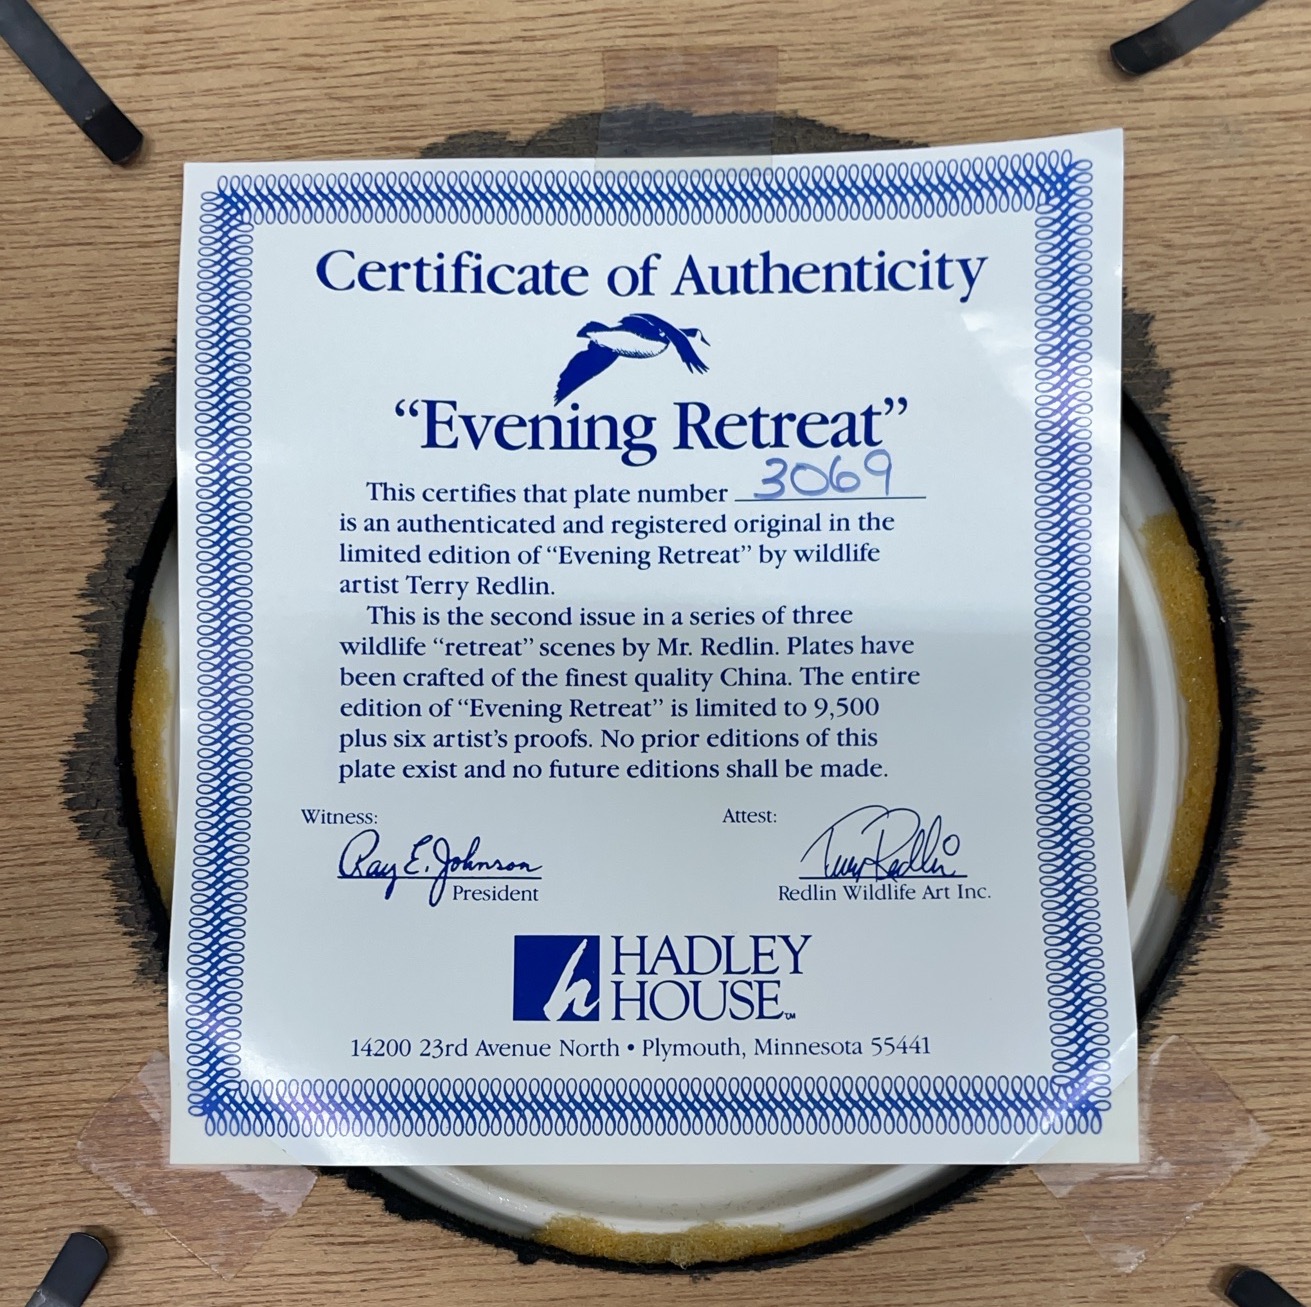 Certificate of Authenticity
“Evening Retreat”
This certifies that plate number 3069
is an authenticated and registered original in the
limited edition of “Evening Retreat” by wildlife
artist Terry Redlin.
This is the second issue in a series of three
wildlife “retreat” scenes by Mr. Redlin. Plates have
been crafted of the finest quality China. The entire
edition of “Evening Retreat” is limited to 9,500
plus six artist’s proofs. No prior editions of this
plate exist and no future editions shall be made.
Witness: Attest:
Ray E. Johnson Terry Redlin
President Redlin Wildlife Art Inc.
h HADLEY
HOUSE™
14200 23rd Avenue North • Plymouth, Minnesota 55441